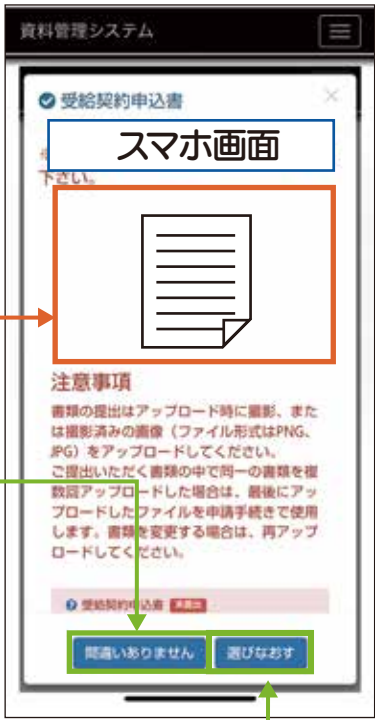 資料管理システム
受給契約申込書
スマホ画面
下さい。
注意事項
書類の提出はアップロード時に撮影、また
は撮影済みの画像（ファイル形式はPNG、
JPG）をアップロードしてください。
ご提出いただく書類の中で同一の書類を複
数回アップロードした場合は、最後にアッ
プロードしたファイルを申請手続きで使用
します。書類を変更する場合は、再アップ
ロードしてください。
受給契約申込書 未提出
間違いありません 選びなおす